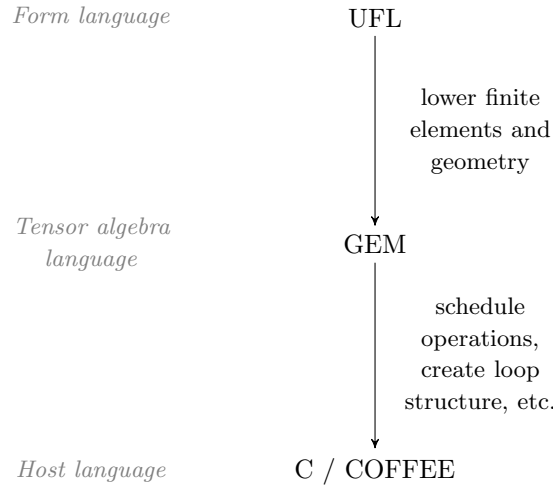 Form language
UFL
lower finite
elements and
geometry
Tensor algebra
language
GEM
schedule
operations,
create loop
structure, etc.
Host language
C / COFFEE